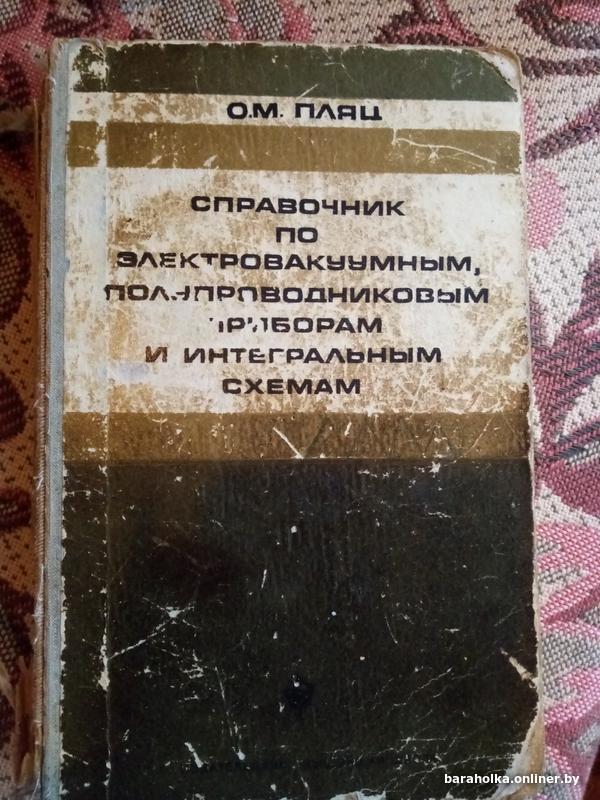 О.М. ПЛЯЦ
СПРАВОЧНИК
ПО
ЭЛЕКТРОВАКУУМНЫМ,
ПОЛУПРОВОДНИКОВЫМ
ПРИБОРАМ
И ИНТЕГРАЛЬНЫМ
СХЕМАМ
baraholka.onliner.by